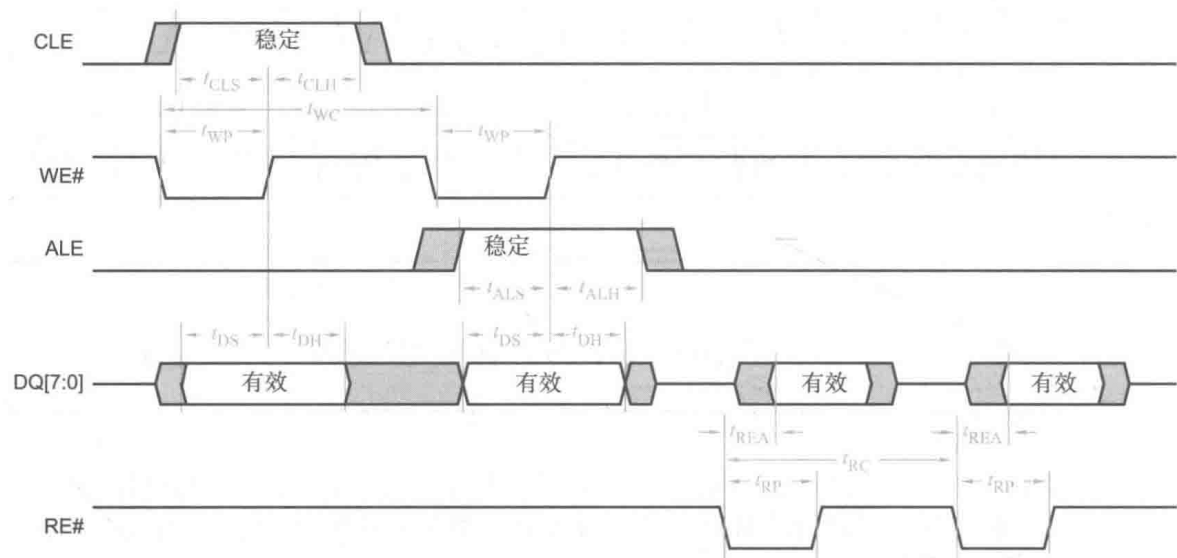 CLE
稳定
tCLS
tCLH
tWC
tWP
tWP
WE#
ALE
稳定
tALS
tALH
tDS
tDH
tDS
tDH
DQ[7:0]
有效
有效
有效
有效
tREA
tREA
tRC
tRP
tRP
RE#